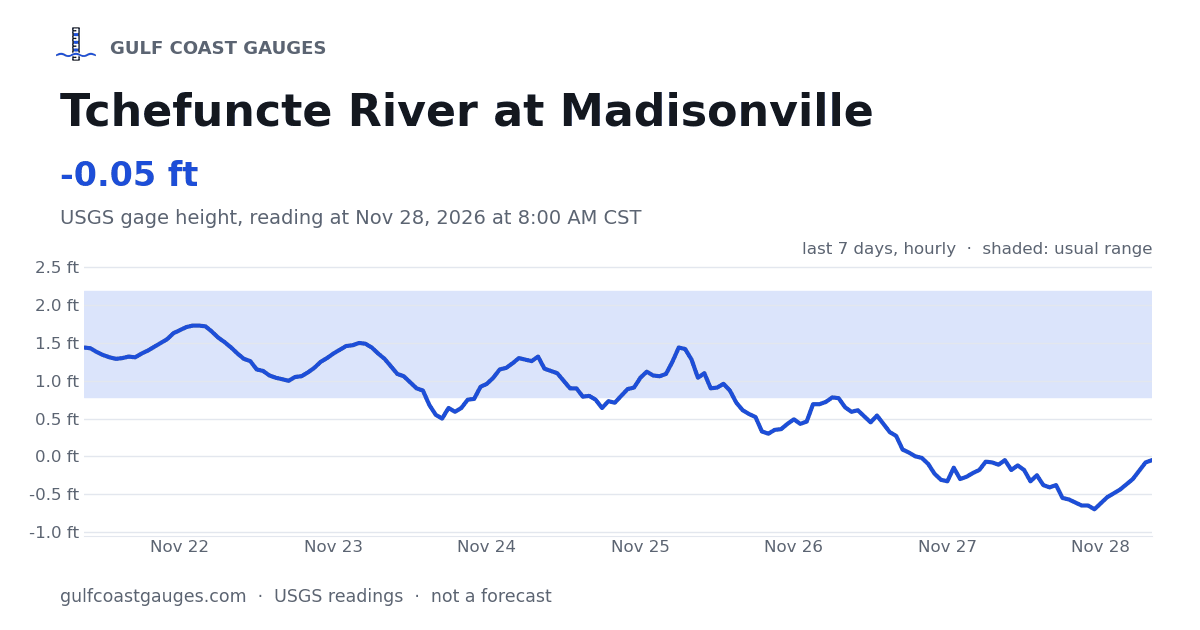 GULF COAST GAUGES
Tchefuncte River at Madisonville
-0.05 ft
USGS gage height, reading at Nov 28, 2026 at 8:00 AM CST
last 7 days, hourly · shaded: usual range
2.5 ft
2.0 ft
1.5 ft
1.0 ft
0.5 ft
0.0 ft
-0.5 ft
-1.0 ft
Nov 22 Nov 23 Nov 24 Nov 25 Nov 26 Nov 27 Nov 28
gulfcoastgauges.com · USGS readings · not a forecast